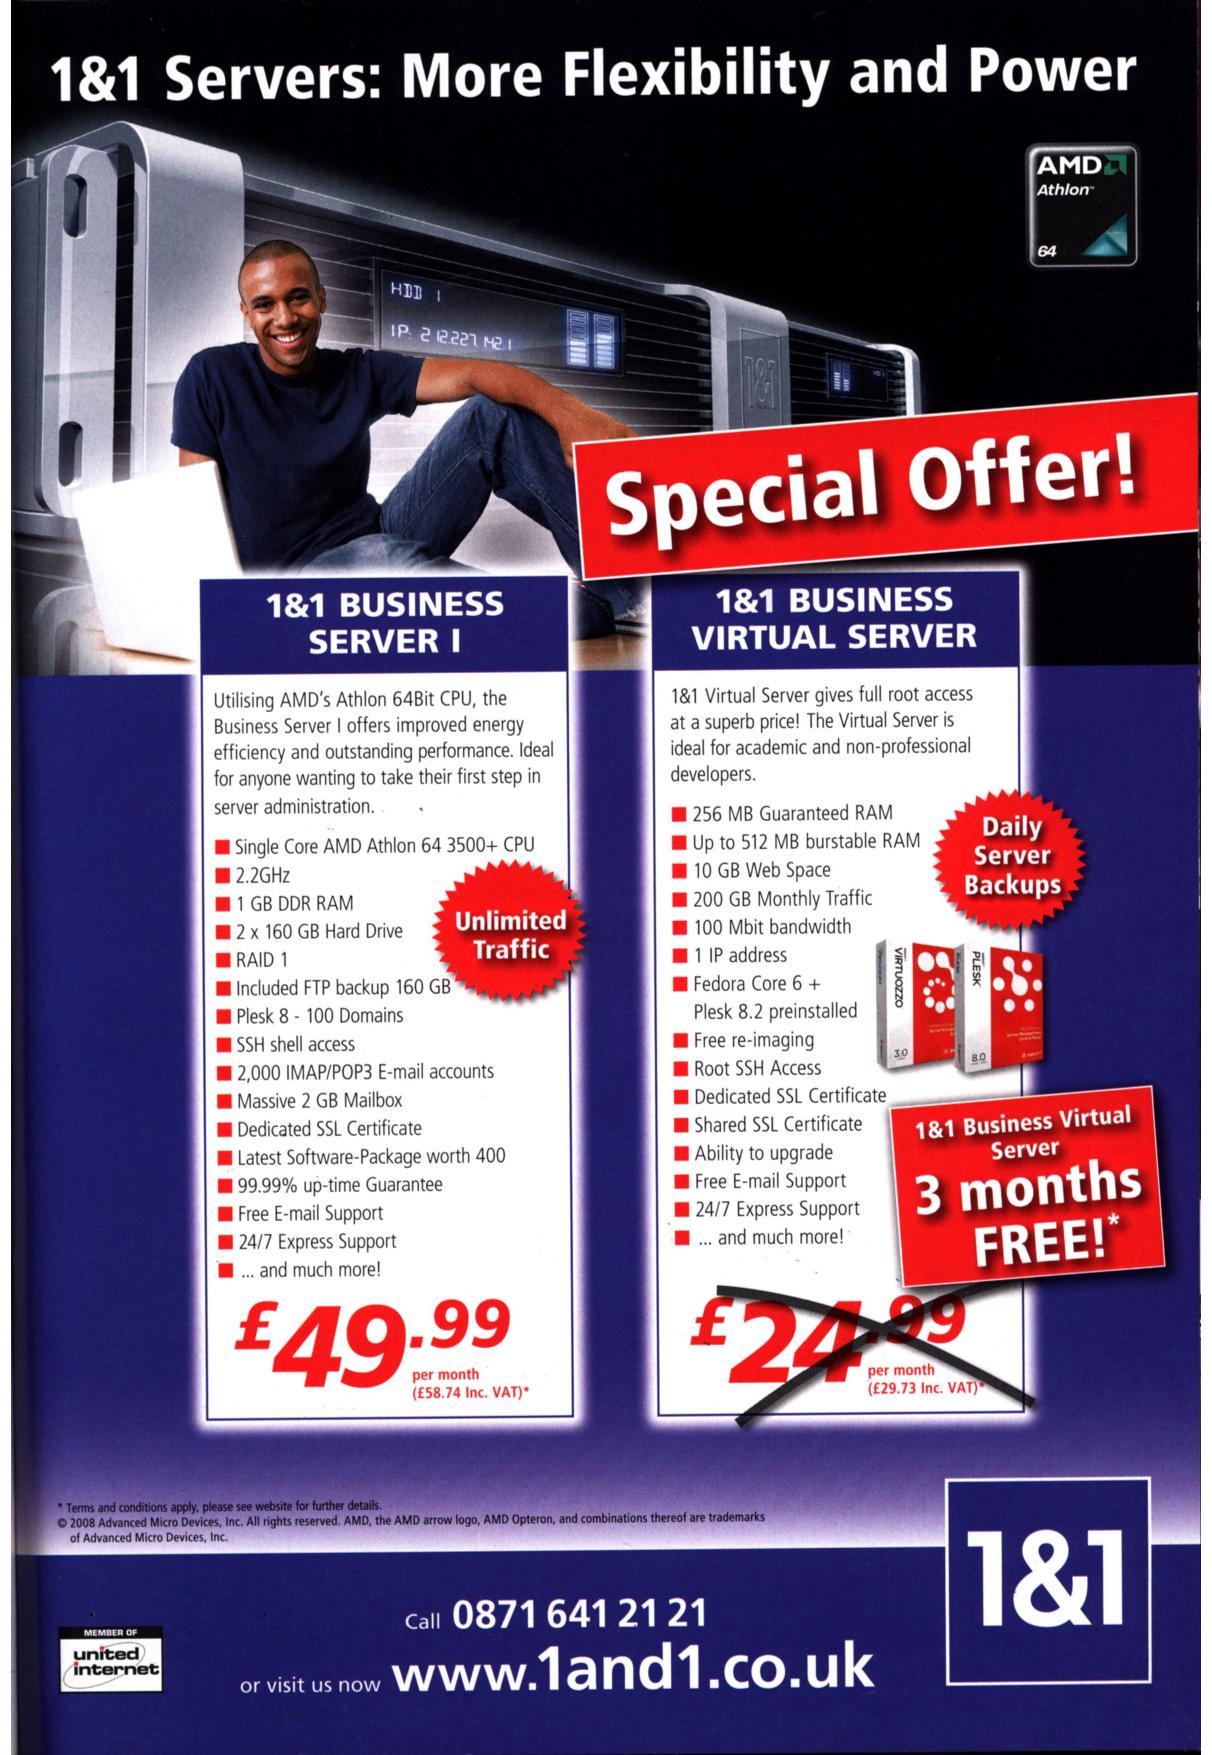 1&1 Servers: More Flexibility and Power
AMD
Athlon™
64
HDD 1
IP: 212.227.142.1
1&1
Special Offer!
1&1 BUSINESS
SERVER I
Utilising AMD's Athlon 64Bit CPU, the
Business Server I offers improved energy
efficiency and outstanding performance. Ideal
for anyone wanting to take their first step in
server administration.
■ Single Core AMD Athlon 64 3500+ CPU
■ 2.2GHz
■ 1 GB DDR RAM
■ 2 x 160 GB Hard Drive
■ RAID 1
■ Included FTP backup 160 GB
■ Plesk 8 - 100 Domains
■ SSH shell access
■ 2,000 IMAP/POP3 E-mail accounts
■ Massive 2 GB Mailbox
■ Dedicated SSL Certificate
■ Latest Software-Package worth 400
■ 99.99% up-time Guarantee
■ Free E-mail Support
■ 24/7 Express Support
■ ... and much more!
Unlimited
Traffic
£49.99
per month
(£58.74 Inc. VAT)*
1&1 BUSINESS
VIRTUAL SERVER
1&1 Virtual Server gives full root access
at a superb price! The Virtual Server is
ideal for academic and non-professional
developers.
■ 256 MB Guaranteed RAM
■ Up to 512 MB burstable RAM
■ 10 GB Web Space
■ 200 GB Monthly Traffic
■ 100 Mbit bandwidth
■ 1 IP address
■ Fedora Core 6 +
Plesk 8.2 preinstalled
■ Free re-imaging
■ Root SSH Access
■ Dedicated SSL Certificate
■ Shared SSL Certificate
■ Ability to upgrade
■ Free E-mail Support
■ 24/7 Express Support
■ ... and much more!
Daily
Server
Backups
VIRTUOZZO
3.0
PLESK
8.0
1&1 Business Virtual
Server
3 months
FREE!*
£24.99
per month
(£29.73 Inc. VAT)*
* Terms and conditions apply, please see website for further details.
© 2008 Advanced Micro Devices, Inc. All rights reserved. AMD, the AMD arrow logo, AMD Opteron, and combinations thereof are trademarks
of Advanced Micro Devices, Inc.
1&1
MEMBER OF
united
internet
Call 0871 641 21 21
or visit us now www.1and1.co.uk